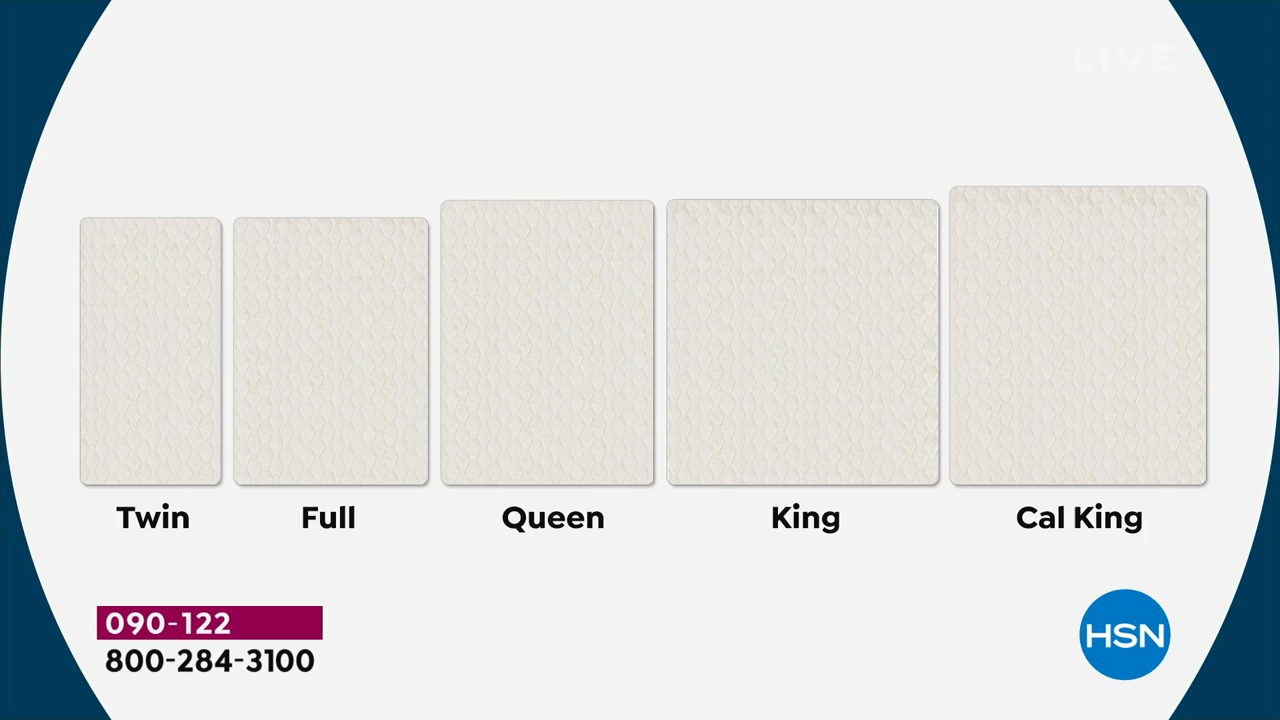 LIVE
Twin
Full
Queen
King
Cal King
090-122
800-284-3100
HSN